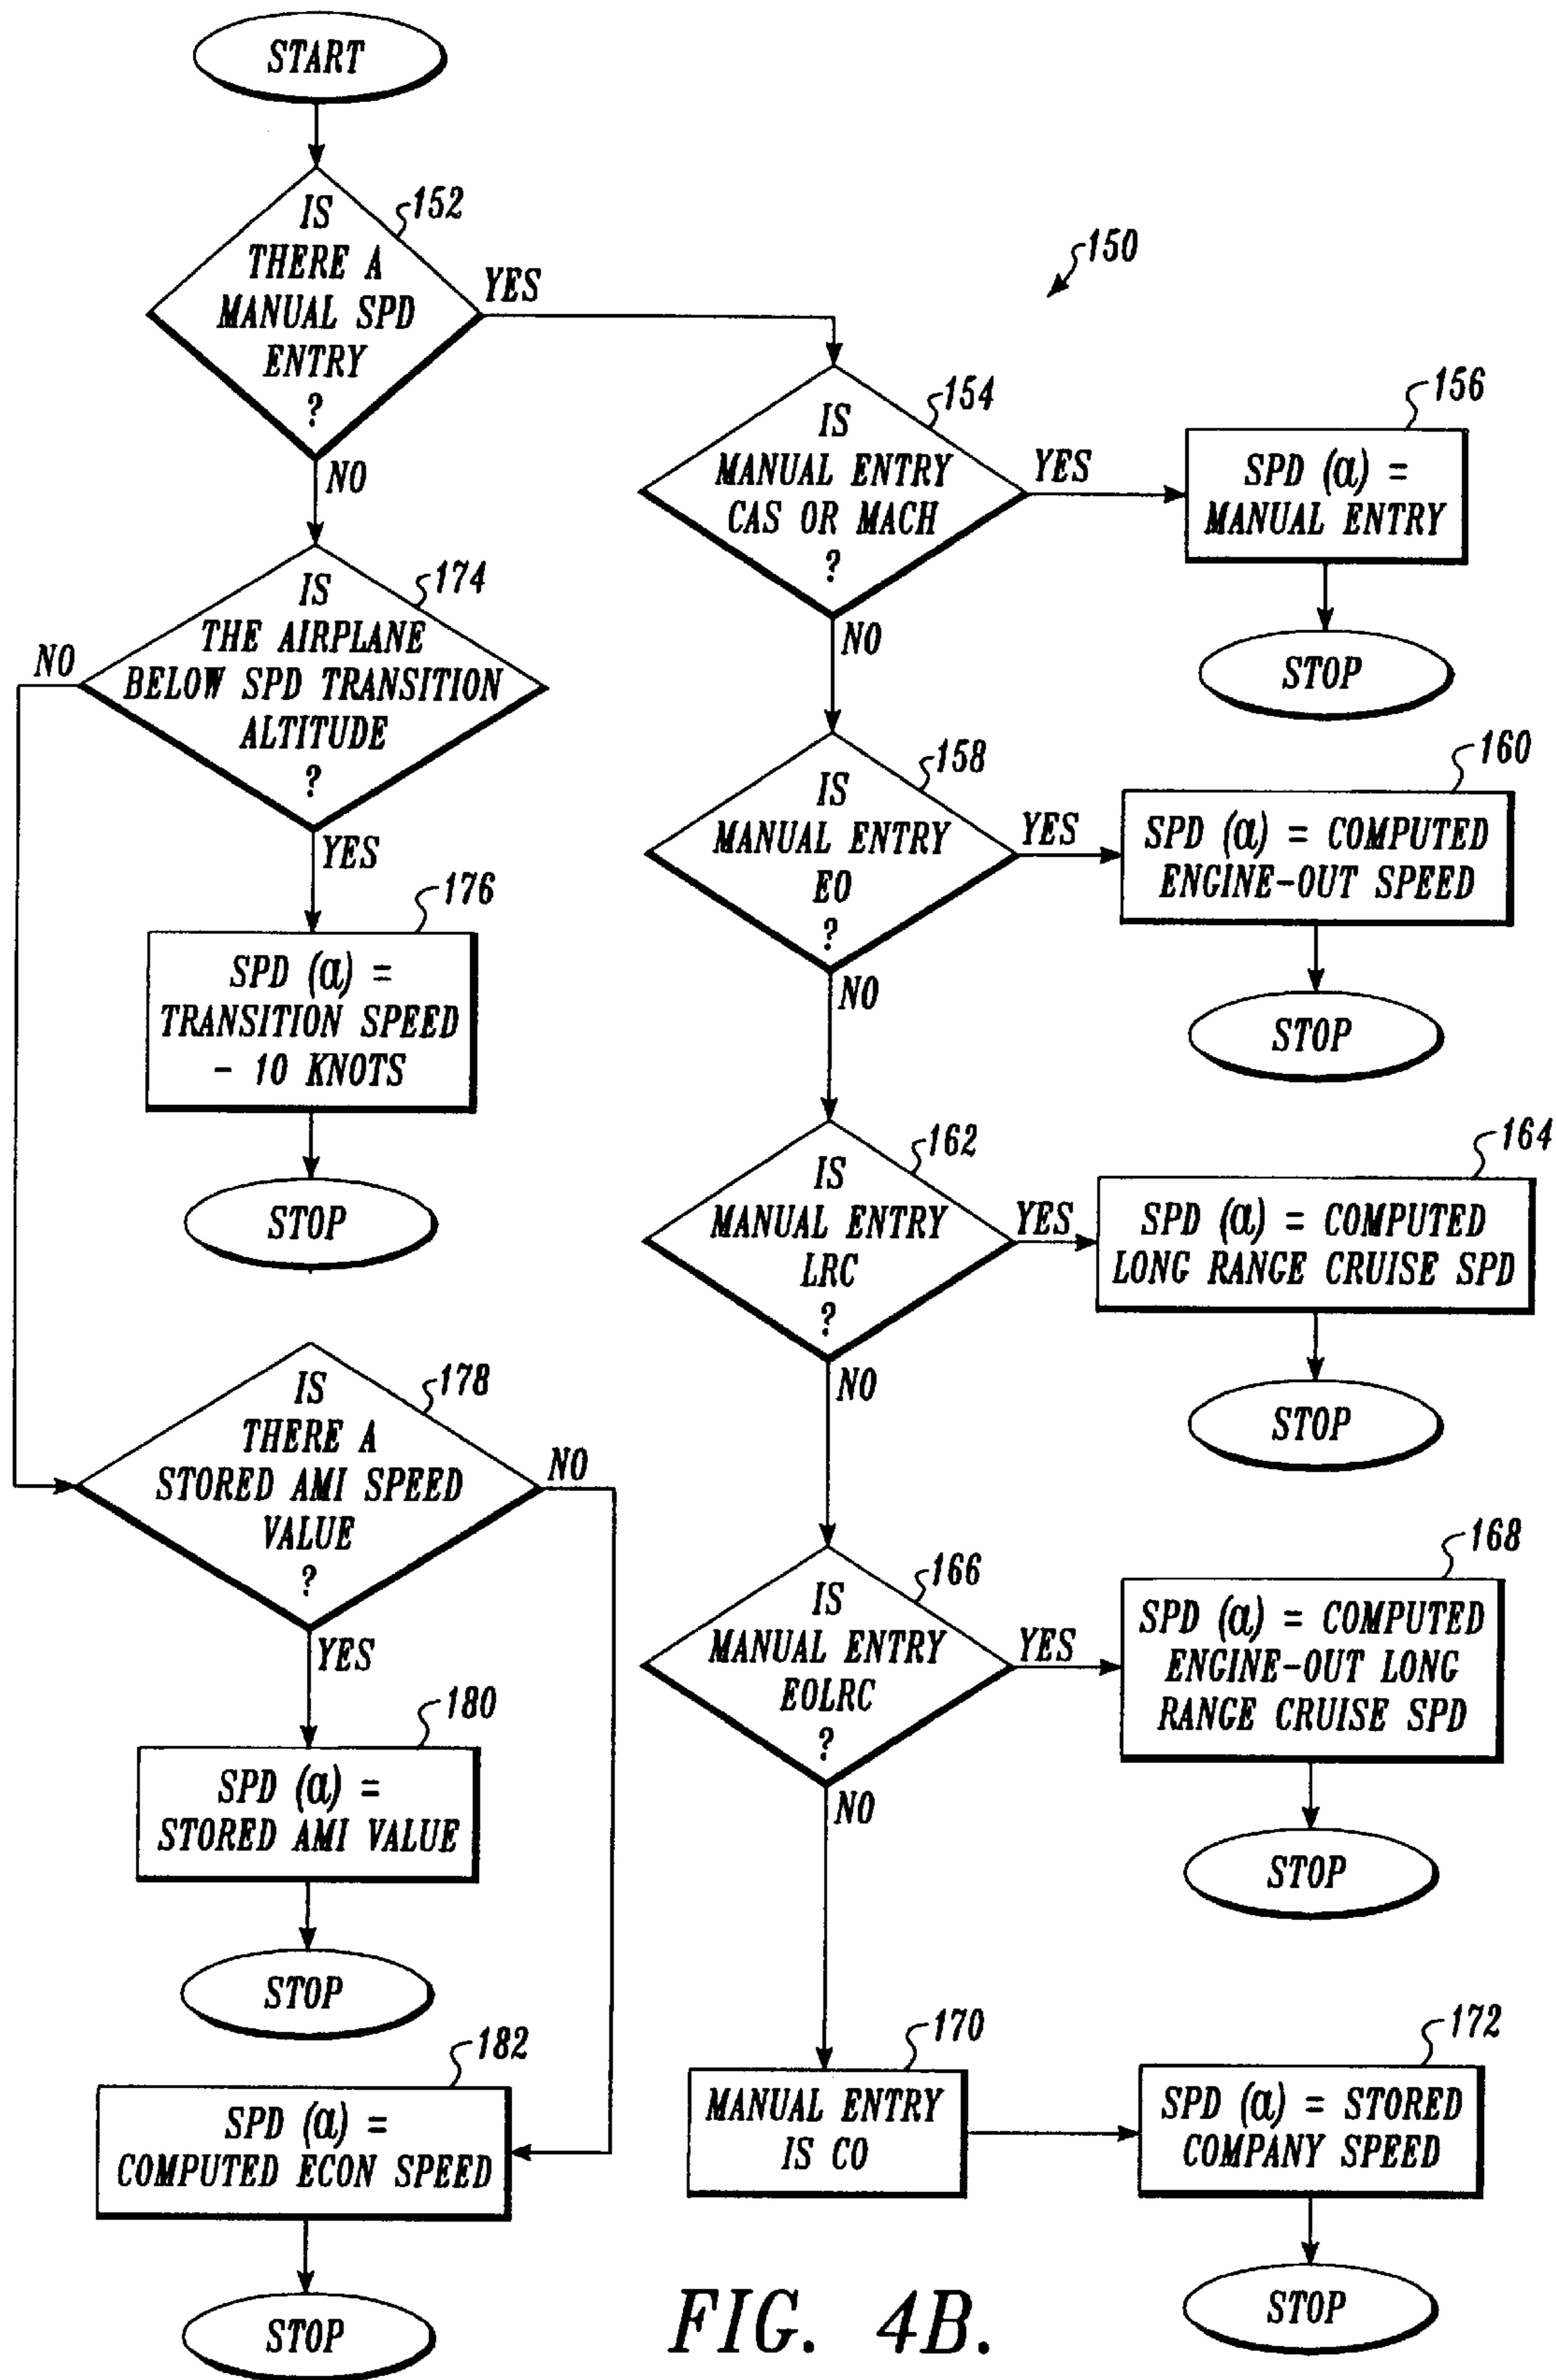 START
152
IS
THERE A
MANUAL SPD
ENTRY
?
YES
NO
150
154
IS
MANUAL ENTRY
CAS OR MACH
?
YES
NO
156
SPD (α) =
MANUAL ENTRY
STOP
174
IS
THE AIRPLANE
BELOW SPD TRANSITION
ALTITUDE
?
NO
YES
158
IS
MANUAL ENTRY
EO
?
YES
NO
160
SPD (α) = COMPUTED
ENGINE-OUT SPEED
STOP
176
SPD (α) =
TRANSITION SPEED
- 10 KNOTS
STOP
162
IS
MANUAL ENTRY
LRC
?
YES
NO
164
SPD (α) = COMPUTED
LONG RANGE CRUISE SPD
STOP
178
IS
THERE A
STORED AMI SPEED
VALUE
?
NO
YES
166
IS
MANUAL ENTRY
EOLRC
?
YES
NO
168
SPD (α) = COMPUTED
ENGINE-OUT LONG
RANGE CRUISE SPD
STOP
180
SPD (α) =
STORED AMI VALUE
STOP
182
SPD (α) =
COMPUTED ECON SPEED
STOP
170
MANUAL ENTRY
IS CO
172
SPD (α) = STORED
COMPANY SPEED
STOP
FIG. 4B.